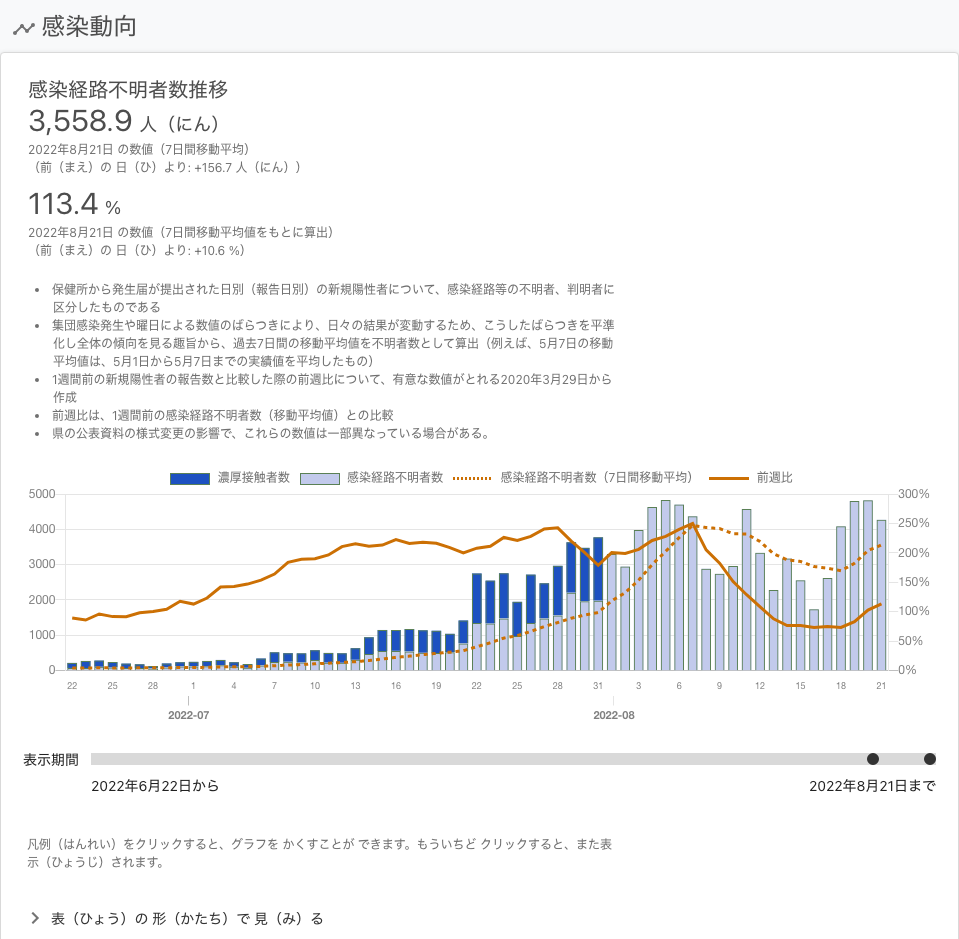 感染動向
感染経路不明者数推移
3,558.9 人（にん）
2022年8月21日 の数値（7日間移動平均）
（前（まえ）の 日（ひ）より: +156.7 人（にん））
113.4 %
2022年8月21日 の数値（7日間移動平均値をもとに算出）
（前（まえ）の 日（ひ）より: +10.6 %）
• 保健所から発生届が提出された日別（報告日別）の新規陽性者について、感染経路等の不明者、判明者に
区分したものである
• 集団感染発生や曜日による数値のばらつきにより、日々の結果が変動するため、こうしたばらつきを平準
化し全体の傾向を見る趣旨から、過去7日間の移動平均値を不明者数として算出（例えば、5月7日の移動
平均値は、5月1日から5月7日までの実績値を平均したもの）
• 1週間前の新規陽性者の報告数と比較した際の前週比について、有意な数値がとれる2020年3月29日から
作成
• 前週比は、1週間前の感染経路不明者数（移動平均値）との比較
• 県の公表資料の様式変更の影響で、これらの数値は一部異なっている場合がある。
濃厚接触者数 感染経路不明者数 感染経路不明者数（7日間移動平均） 前週比
5000 300%
250%
4000
200%
3000
150%
2000
100%
1000
50%
0 0%
22 25 28 1 4 7 10 13 16 19 22 25 28 31 3 6 9 12 15 18 21
2022-07 2022-08
表示期間
2022年6月22日から 2022年8月21日まで
凡例（はんれい）をクリックすると、グラフを かくすことが できます。もういちど クリックすると、また表
示（ひょうじ）されます。
表（ひょう）の 形（かたち）で 見（み）る